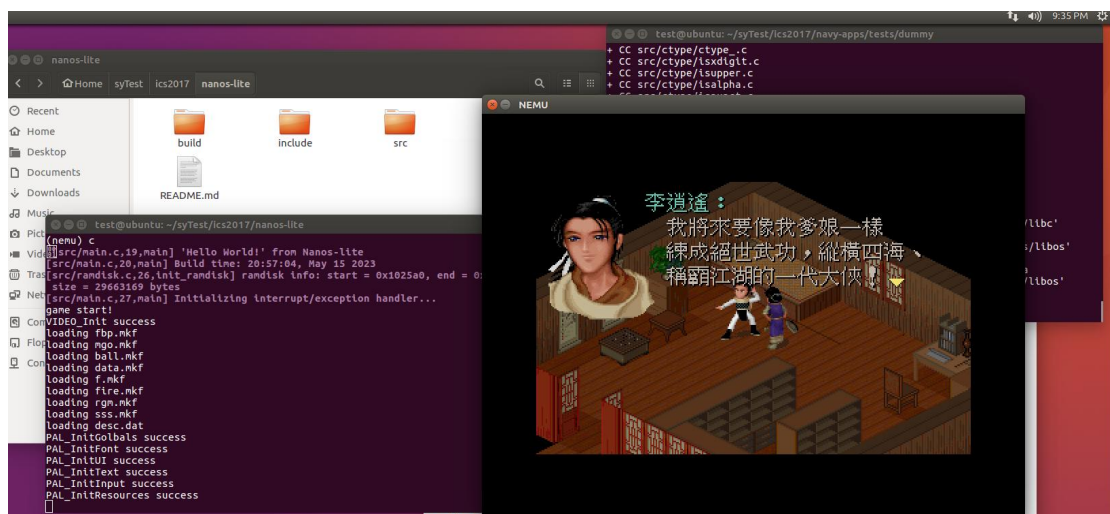 9:35 PM
test@ubuntu: ~/syTest/ics2017/navy-apps/tests/dummy
+ CC src/ctype/ctype_.c
+ CC src/ctype/isxdigit.c
+ CC src/ctype/isupper.c
+ CC src/ctype/isalpha.c
/libc'
/libos'
/libos'
nanos-lite
Home syTest ics2017 nanos-lite
Recent
Home
Desktop
Documents
Downloads
Music
build
include
src
README.md
test@ubuntu: ~/syTest/ics2017/nanos-lite
(nemu) c
[src/main.c,19,main] 'Hello World!' from Nanos-lite
[src/main.c,20,main] Build time: 20:57:04, May 15 2023
[src/ramdisk.c,26,init_ramdisk] ramdisk info: start = 0x1025a0, end =
size = 29663169 bytes
[src/main.c,27,main] Initializing interrupt/exception handler...
game start!
VIDEO_Init success
loading fbp.mkf
loading mgo.mkf
loading ball.mkf
loading data.mkf
loading f.mkf
loading fire.mkf
loading rgm.mkf
loading sss.mkf
loading desc.dat
PAL_InitGolbals success
PAL_InitFont success
PAL_InitUI success
PAL_InitText success
PAL_InitInput success
PAL_InitResources success
NEMU
李逍遙：
我將來要像我爹娘一樣
練成絕世武功，縱橫四海、
稱霸江湖的一代大俠！